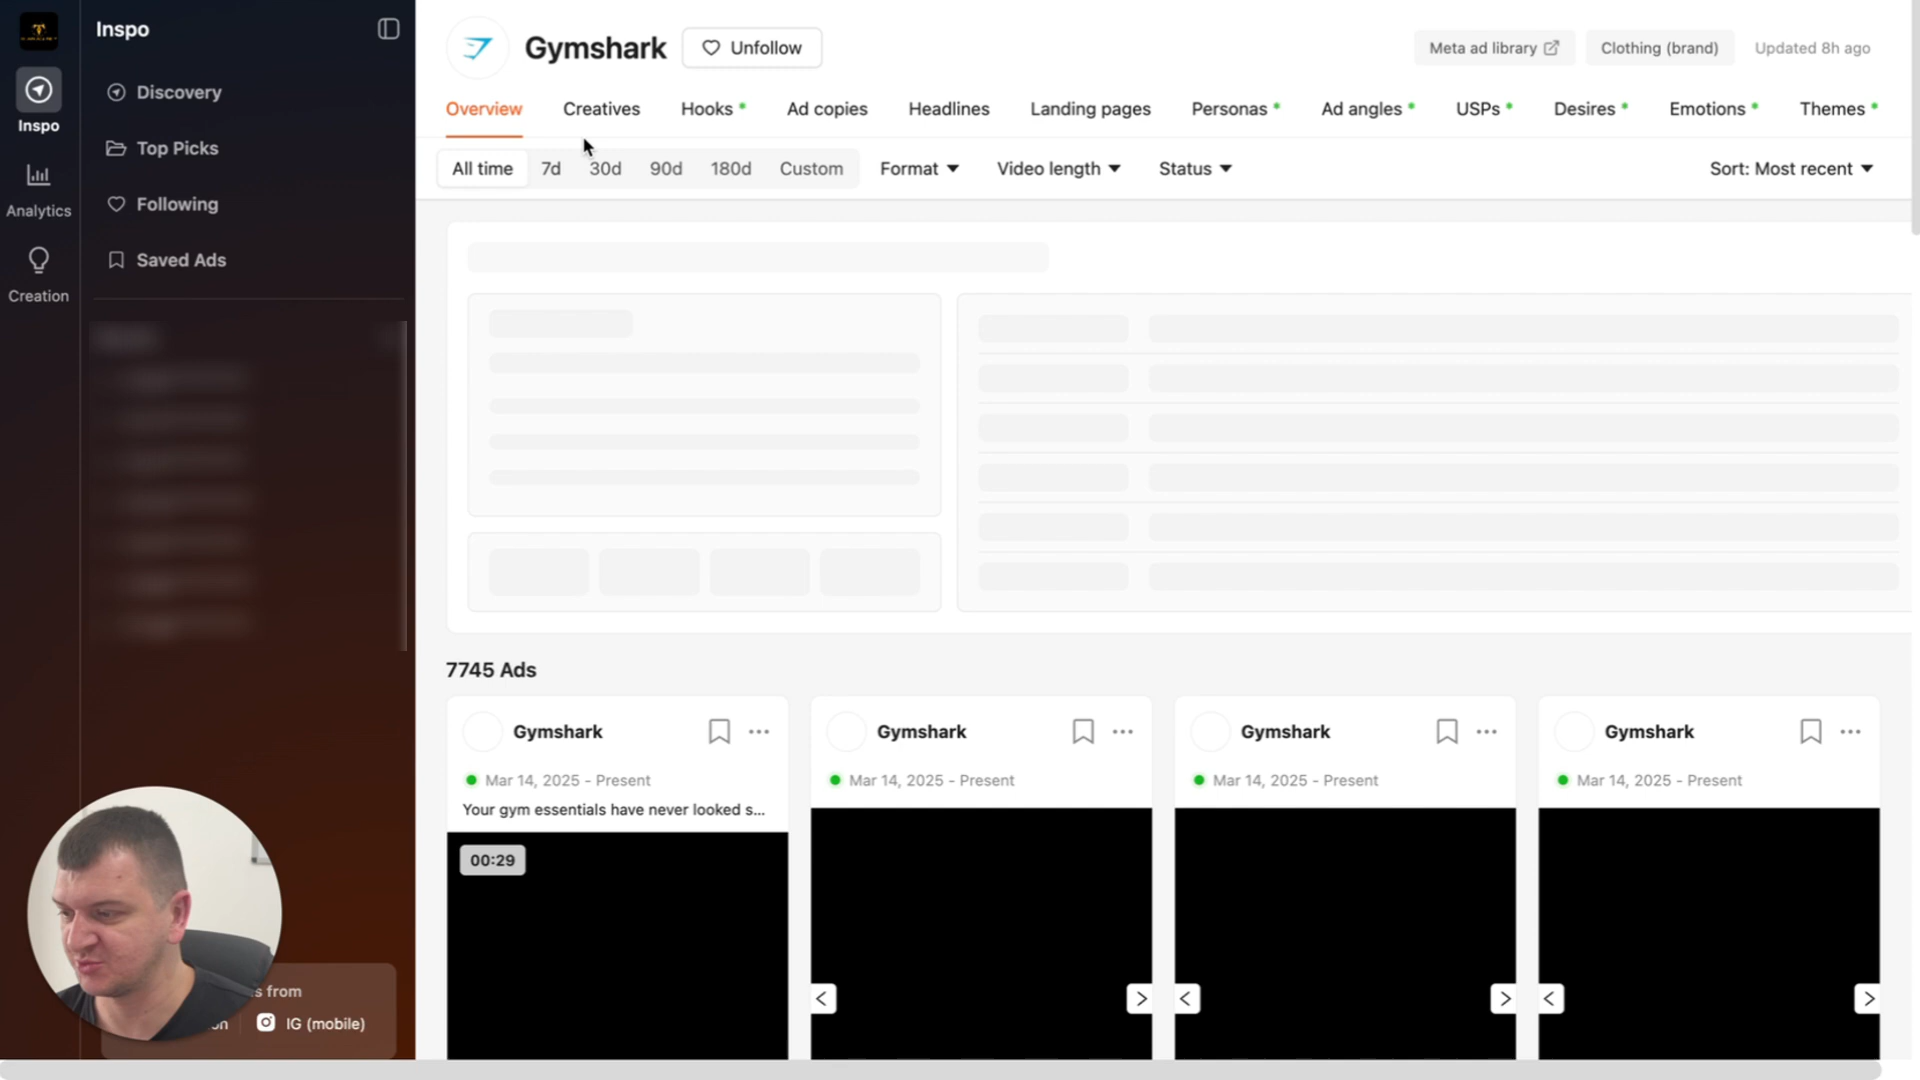 Inspo
Inspo
Analytics
Creation
Discovery
Top Picks
Following
Saved Ads
s from
on
IG (mobile)
Gymshark
Unfollow
Meta ad library
Clothing (brand)
Updated 8h ago
Overview
Creatives
Hooks
Ad copies
Headlines
Landing pages
Personas
Ad angles
USPs
Desires
Emotions
Themes
All time
7d
30d
90d
180d
Custom
Format
Video length
Status
Sort: Most recent
7745 Ads
Gymshark
Mar 14, 2025 - Present
Your gym essentials have never looked s...
00:29
Gymshark
Mar 14, 2025 - Present
Gymshark
Mar 14, 2025 - Present
Gymshark
Mar 14, 2025 - Present